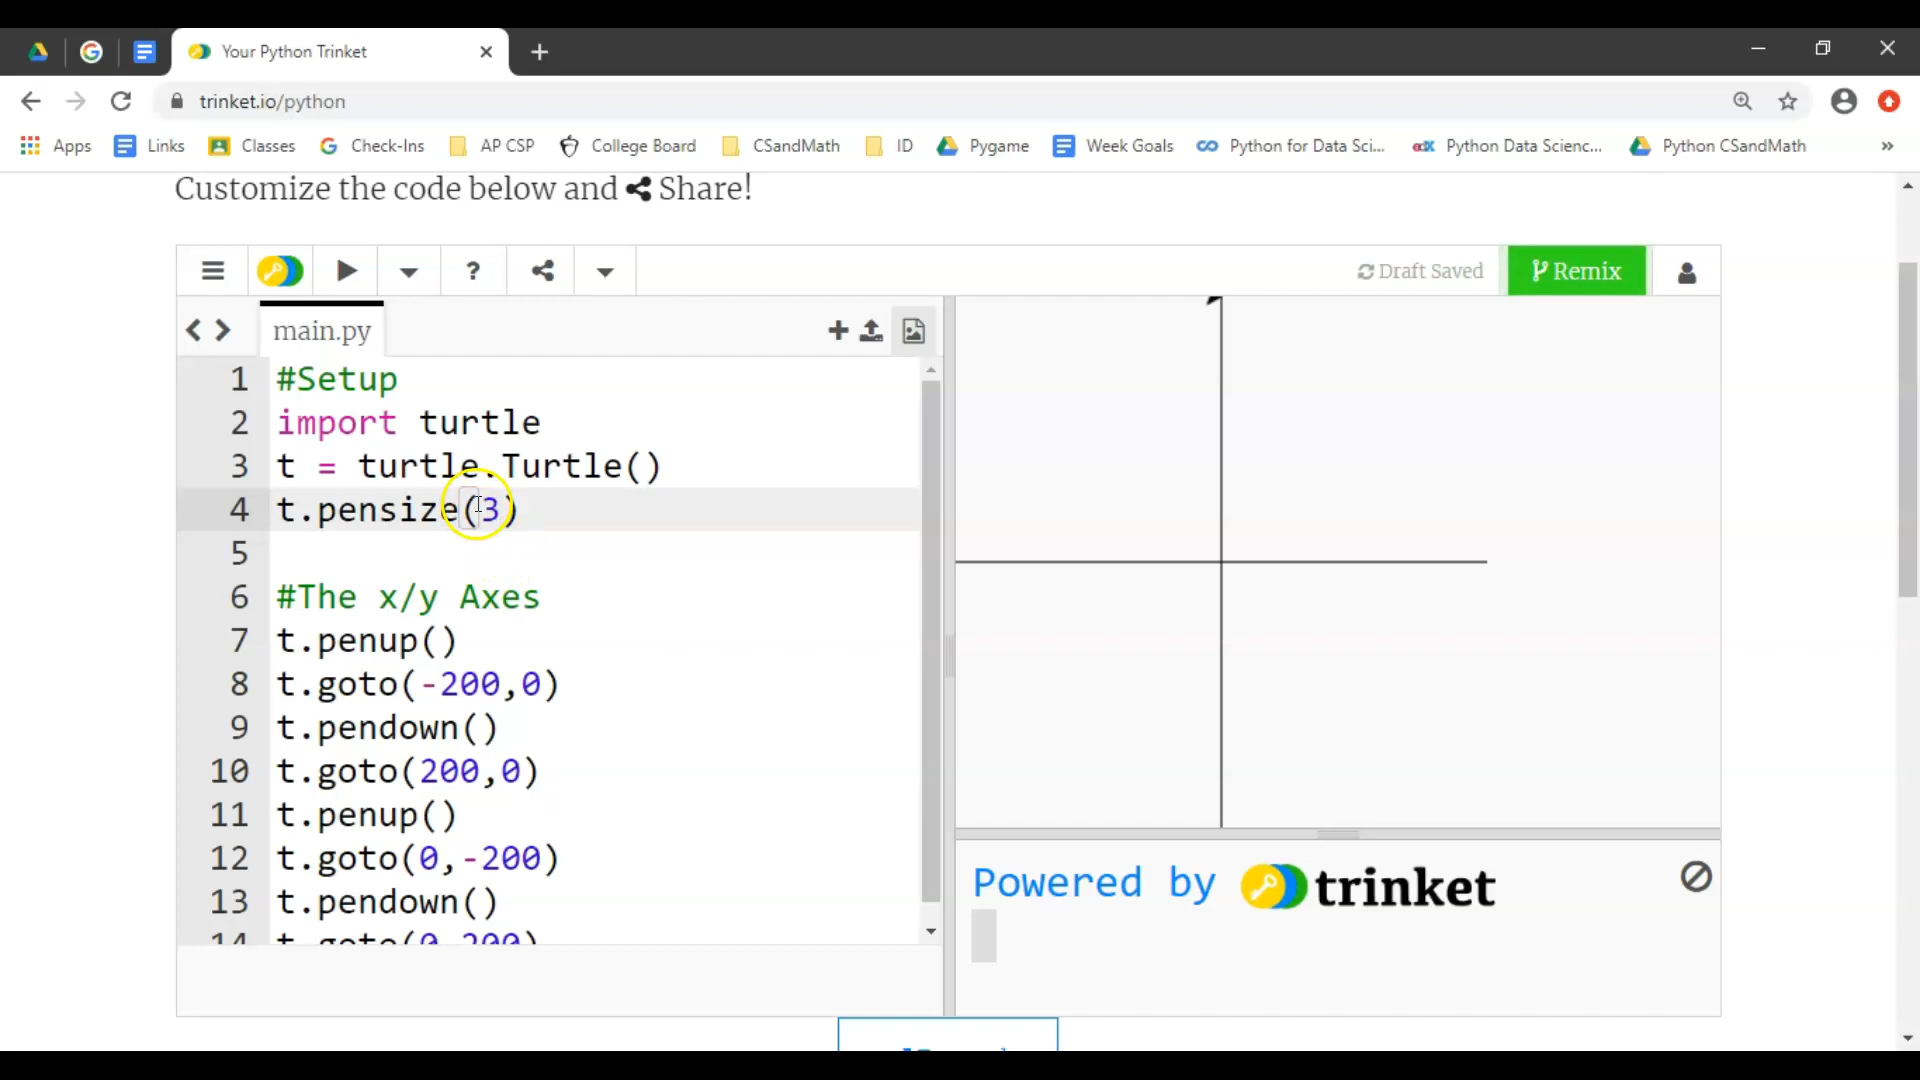 Your Python Trinket
trinket.io/python
Apps Links Classes Check-Ins AP CSP College Board CSandMath ID Pygame Week Goals Python for Data Sci... Python Data Scienc... Python CSandMath »
Customize the code below and Share!
? Draft Saved Remix
main.py
1 #Setup
2 import turtle
3 t = turtle.Turtle()
4 t.pensize(3)
5
6 #The x/y Axes
7 t.penup()
8 t.goto(-200,0)
9 t.pendown()
10 t.goto(200,0)
11 t.penup()
12 t.goto(0,-200)
13 t.pendown()
14 t.goto(0,200)
Powered by trinket